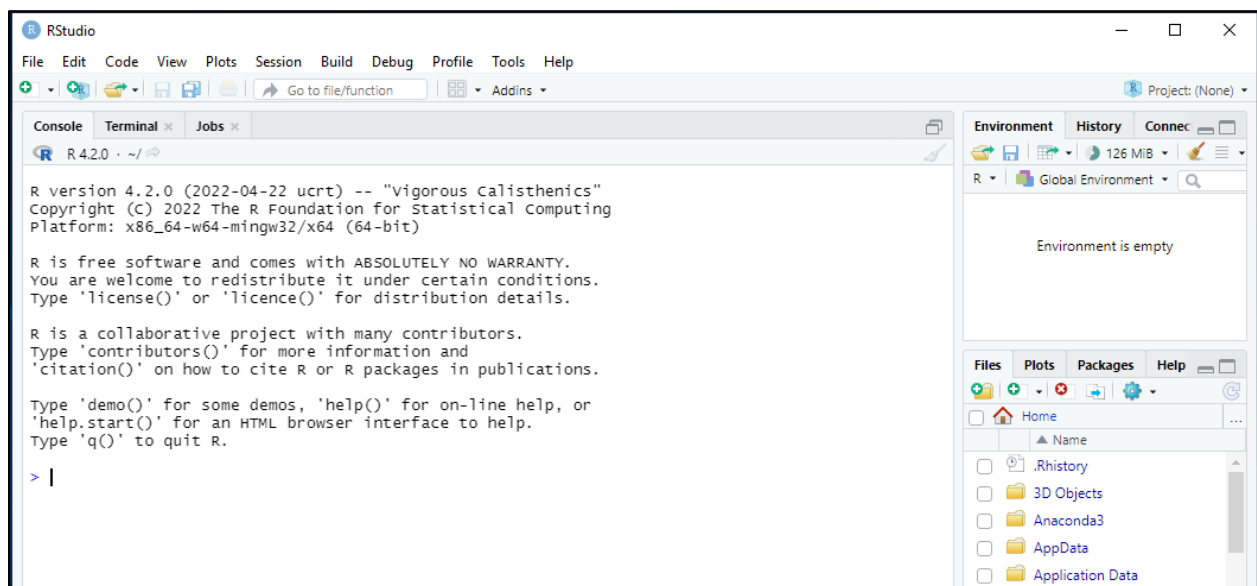 RStudio
File Edit Code View Plots Session Build Debug Profile Tools Help
Go to file/function Addins Project: (None)
Console Terminal Jobs
R 4.2.0 · ~/
R version 4.2.0 (2022-04-22 ucrt) -- "Vigorous Calisthenics"
Copyright (C) 2022 The R Foundation for Statistical Computing
Platform: x86_64-w64-mingw32/x64 (64-bit)
R is free software and comes with ABSOLUTELY NO WARRANTY.
You are welcome to redistribute it under certain conditions.
Type 'license()' or 'licence()' for distribution details.
R is a collaborative project with many contributors.
Type 'contributors()' for more information and
'citation()' on how to cite R or R packages in publications.
Type 'demo()' for some demos, 'help()' for on-line help, or
'help.start()' for an HTML browser interface to help.
Type 'q()' to quit R.
>
Environment History Connec
126 MiB
R Global Environment
Environment is empty
Files Plots Packages Help
Home ...
Name
.Rhistory
3D Objects
Anaconda3
AppData
Application Data